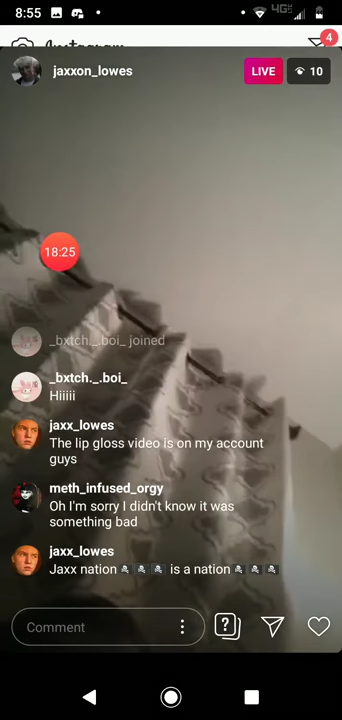 8:55
4G
4
Instagram
jaxxon_lowes
LIVE
10
18:25
_bxtch._.boi_ joined
_bxtch._.boi_
Hiiiii
jaxx_lowes
The lip gloss video is on my account
guys
meth_infused_orgy
Oh I'm sorry I didn't know it was
something bad
jaxx_lowes
Jaxx nation ☠️ ☠️ ☠️ is a nation ☠️ ☠️ ☠️
Comment